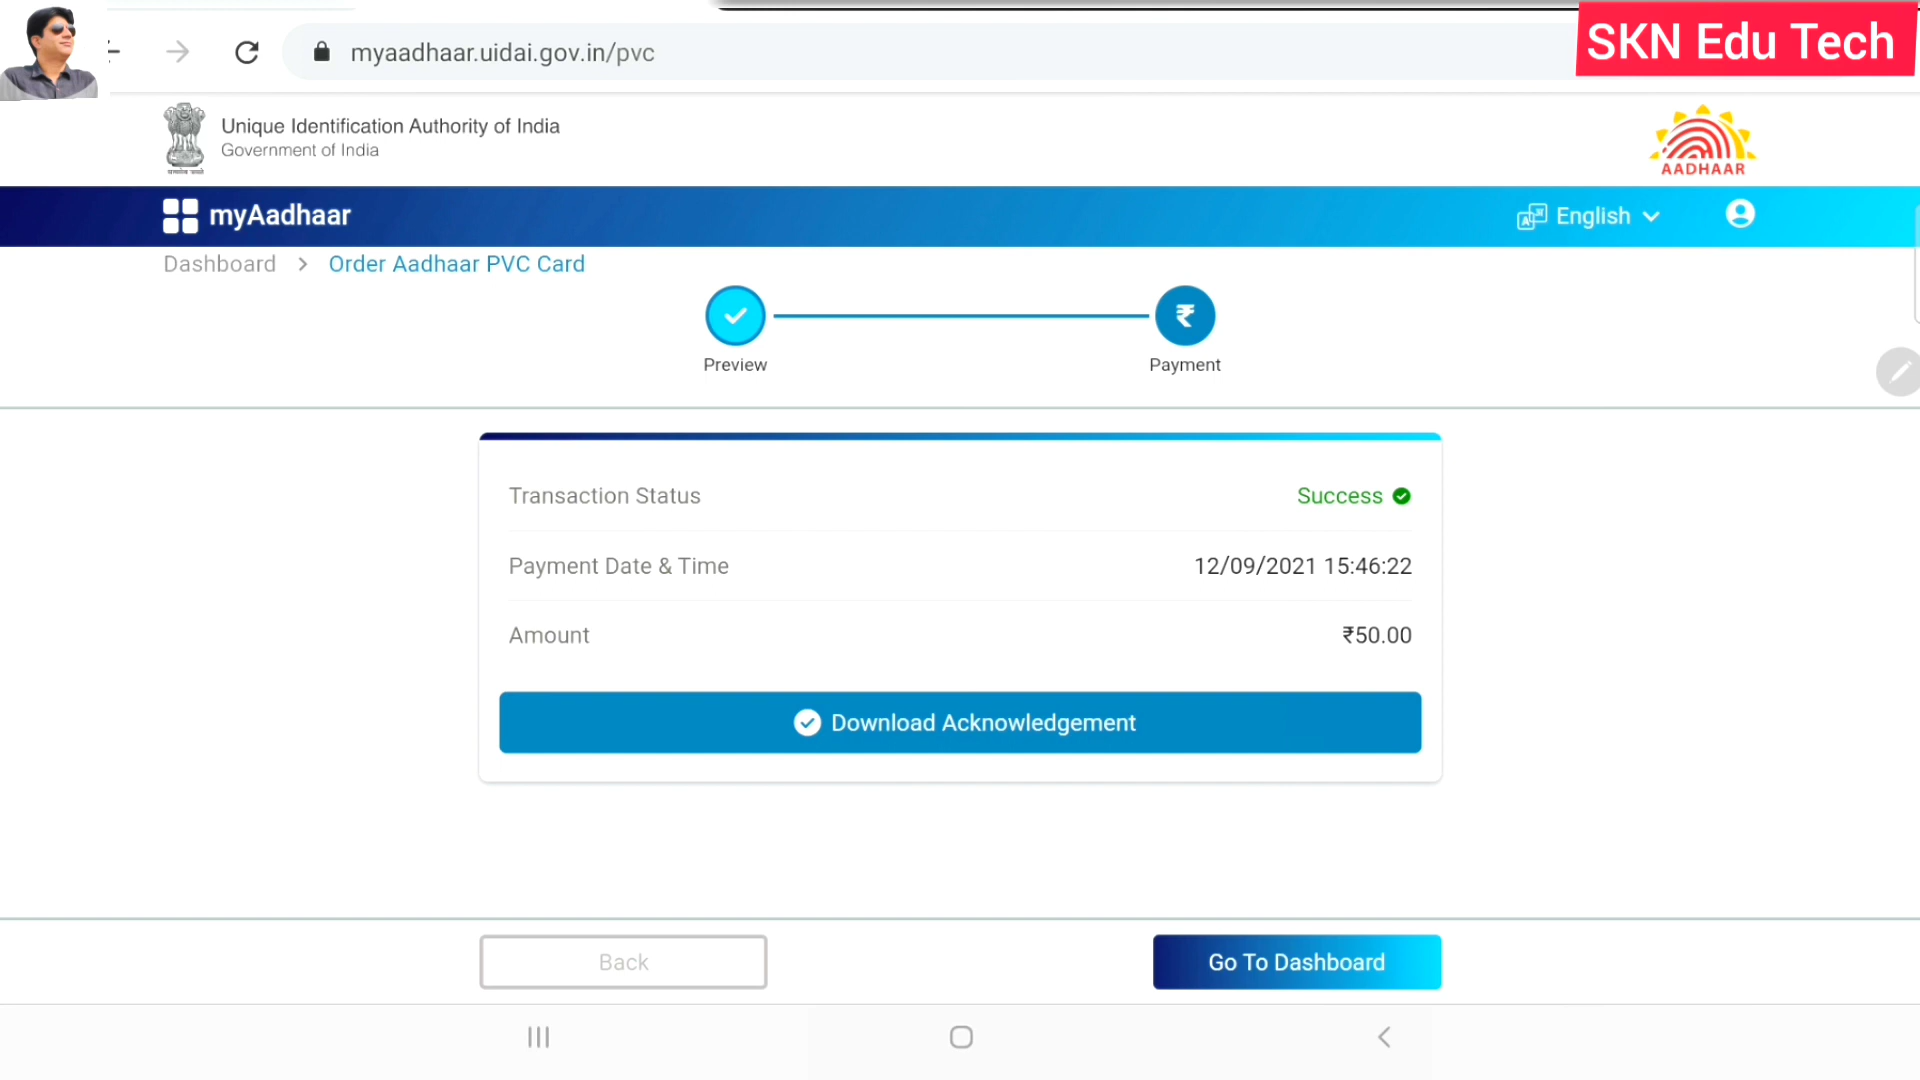 myaadhaar.uidai.gov.in/pvc
SKN Edu Tech
Unique Identification Authority of India
Government of India
AADHAAR
myAadhaar
English
Dashboard > Order Aadhaar PVC Card
Preview
Payment
Transaction Status
Success
Payment Date & Time
12/09/2021 15:46:22
Amount
₹50.00
Download Acknowledgement
Back
Go To Dashboard